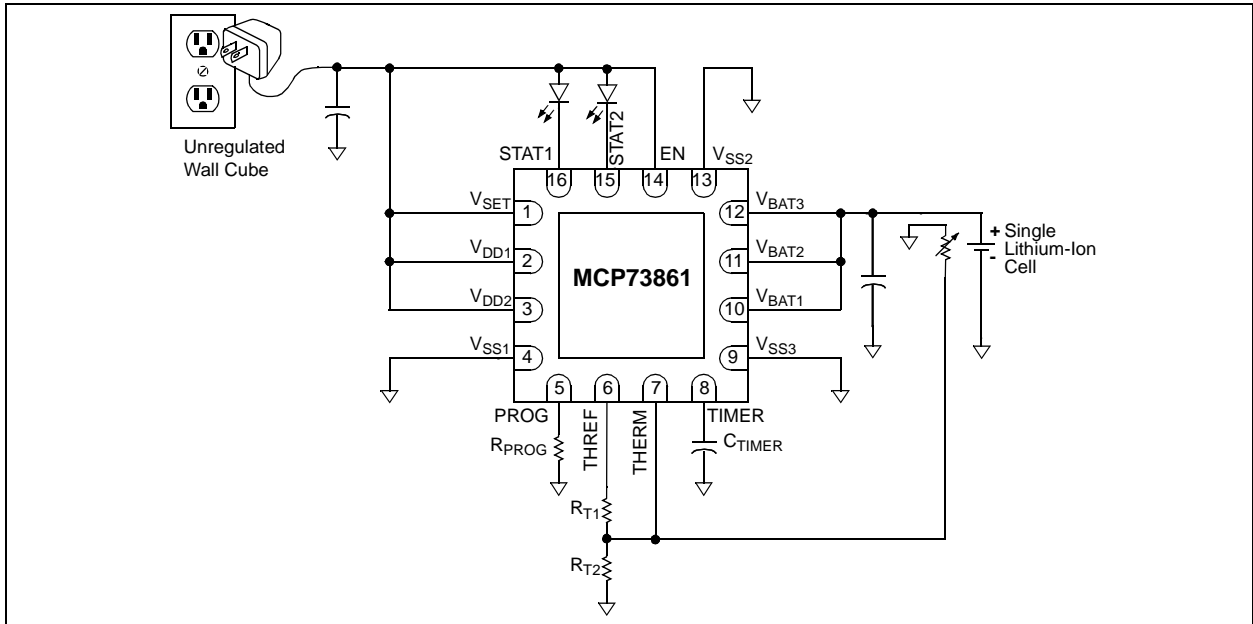 Unregulated
Wall Cube
STAT1
STAT2
EN
VSS2
16
15
14
13
VSET
1
VDD1
2
VDD2
3
VSS1
4
MCP73861
12
VBAT3
11
VBAT2
10
VBAT1
9
VSS3
+ Single
- Lithium-Ion
Cell
5
6
7
8
PROG
THREF
THERM
TIMER
RPROG
CTIMER
RT1
RT2